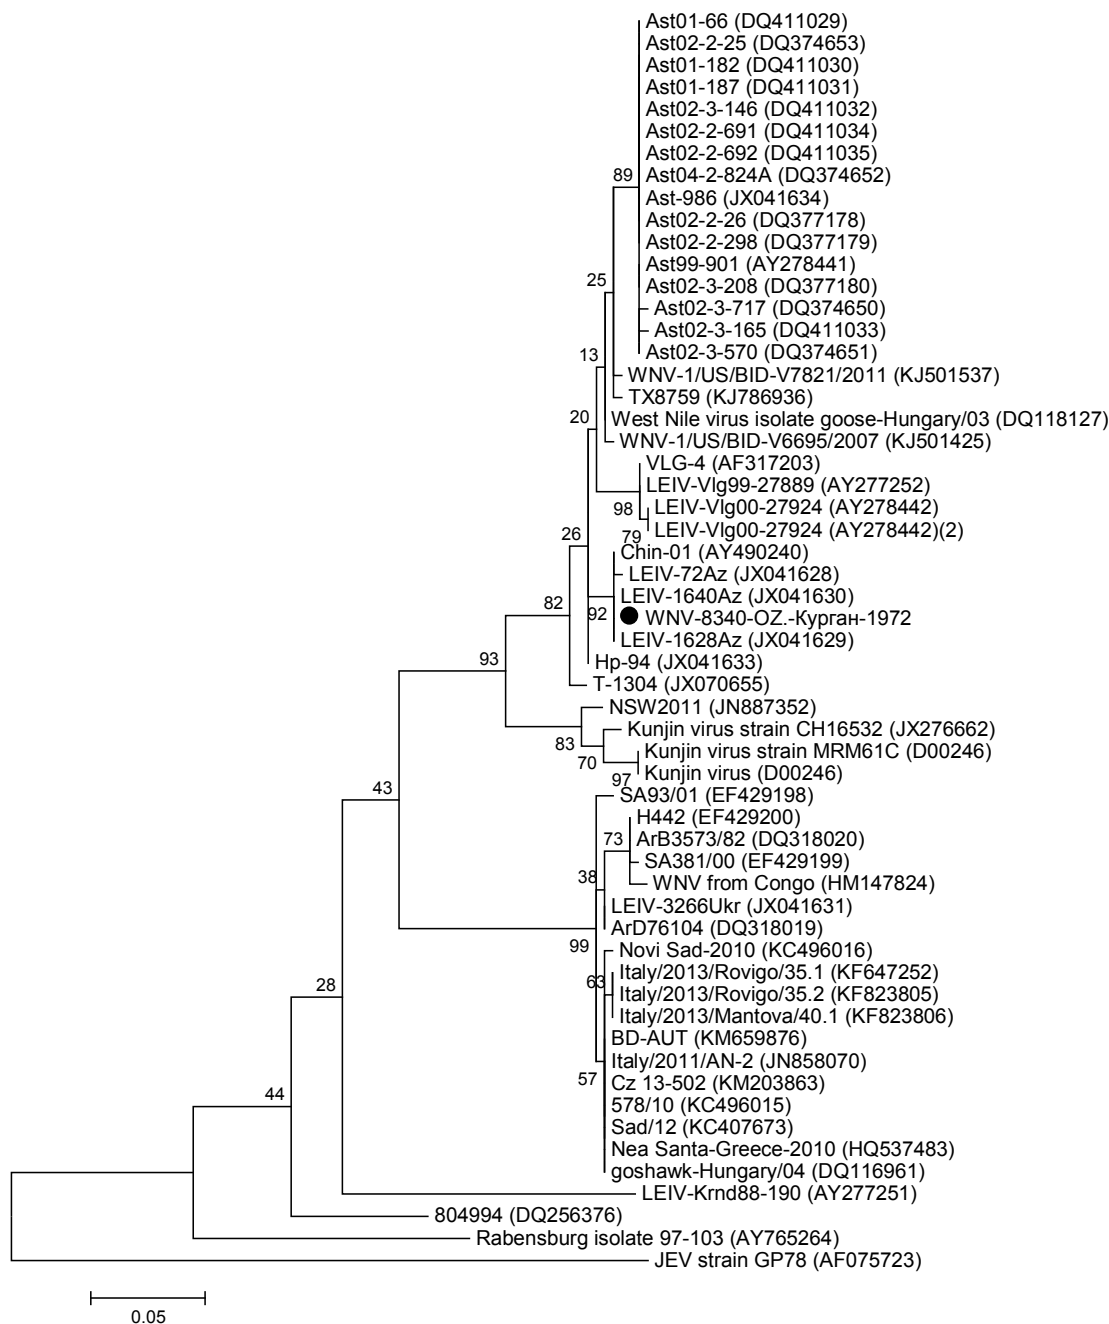 Ast01-66 (DQ411029)
Ast02-2-25 (DQ374653)
Ast01-182 (DQ411030)
Ast01-187 (DQ411031)
Ast02-3-146 (DQ411032)
Ast02-2-691 (DQ411034)
Ast02-2-692 (DQ411035)
89
Ast04-2-824A (DQ374652)
Ast-986 (JX041634)
Ast02-2-26 (DQ377178)
Ast02-2-298 (DQ377179)
Ast99-901 (AY278441)
25
Ast02-3-208 (DQ377180)
Ast02-3-717 (DQ374650)
Ast02-3-165 (DQ411033)
Ast02-3-570 (DQ374651)
13
WNV-1/US/BID-V7821/2011 (KJ501537)
TX8759 (KJ786936)
20
West Nile virus isolate goose-Hungary/03 (DQ118127)
WNV-1/US/BID-V6695/2007 (KJ501425)
VLG-4 (AF317203)
LEIV-Vlg99-27889 (AY277252)
98
LEIV-Vlg00-27924 (AY278442)
26
LEIV-Vlg00-27924 (AY278442)(2)
79
Chin-01 (AY490240)
LEIV-72Az (JX041628)
LEIV-1640Az (JX041630)
82
92
WNV-8340-OZ.-Курган-1972
LEIV-1628Az (JX041629)
93
Hp-94 (JX041633)
T-1304 (JX070655)
NSW2011 (JN887352)
Kunjin virus strain CH16532 (JX276662)
83
Kunjin virus strain MRM61C (D00246)
70
Kunjin virus (D00246)
97
43
SA93/01 (EF429198)
H442 (EF429200)
73
ArB3573/82 (DQ318020)
SA381/00 (EF429199)
38
WNV from Congo (HM147824)
LEIV-3266Ukr (JX041631)
ArD76104 (DQ318019)
99
Novi Sad-2010 (KC496016)
Italy/2013/Rovigo/35.1 (KF647252)
63
28
Italy/2013/Rovigo/35.2 (KF823805)
Italy/2013/Mantova/40.1 (KF823806)
BD-AUT (KM659876)
Italy/2011/AN-2 (JN858070)
57
Cz 13-502 (KM203863)
44
578/10 (KC496015)
Sad/12 (KC407673)
Nea Santa-Greece-2010 (HQ537483)
goshawk-Hungary/04 (DQ116961)
LEIV-Krnd88-190 (AY277251)
804994 (DQ256376)
Rabensburg isolate 97-103 (AY765264)
JEV strain GP78 (AF075723)
0.05